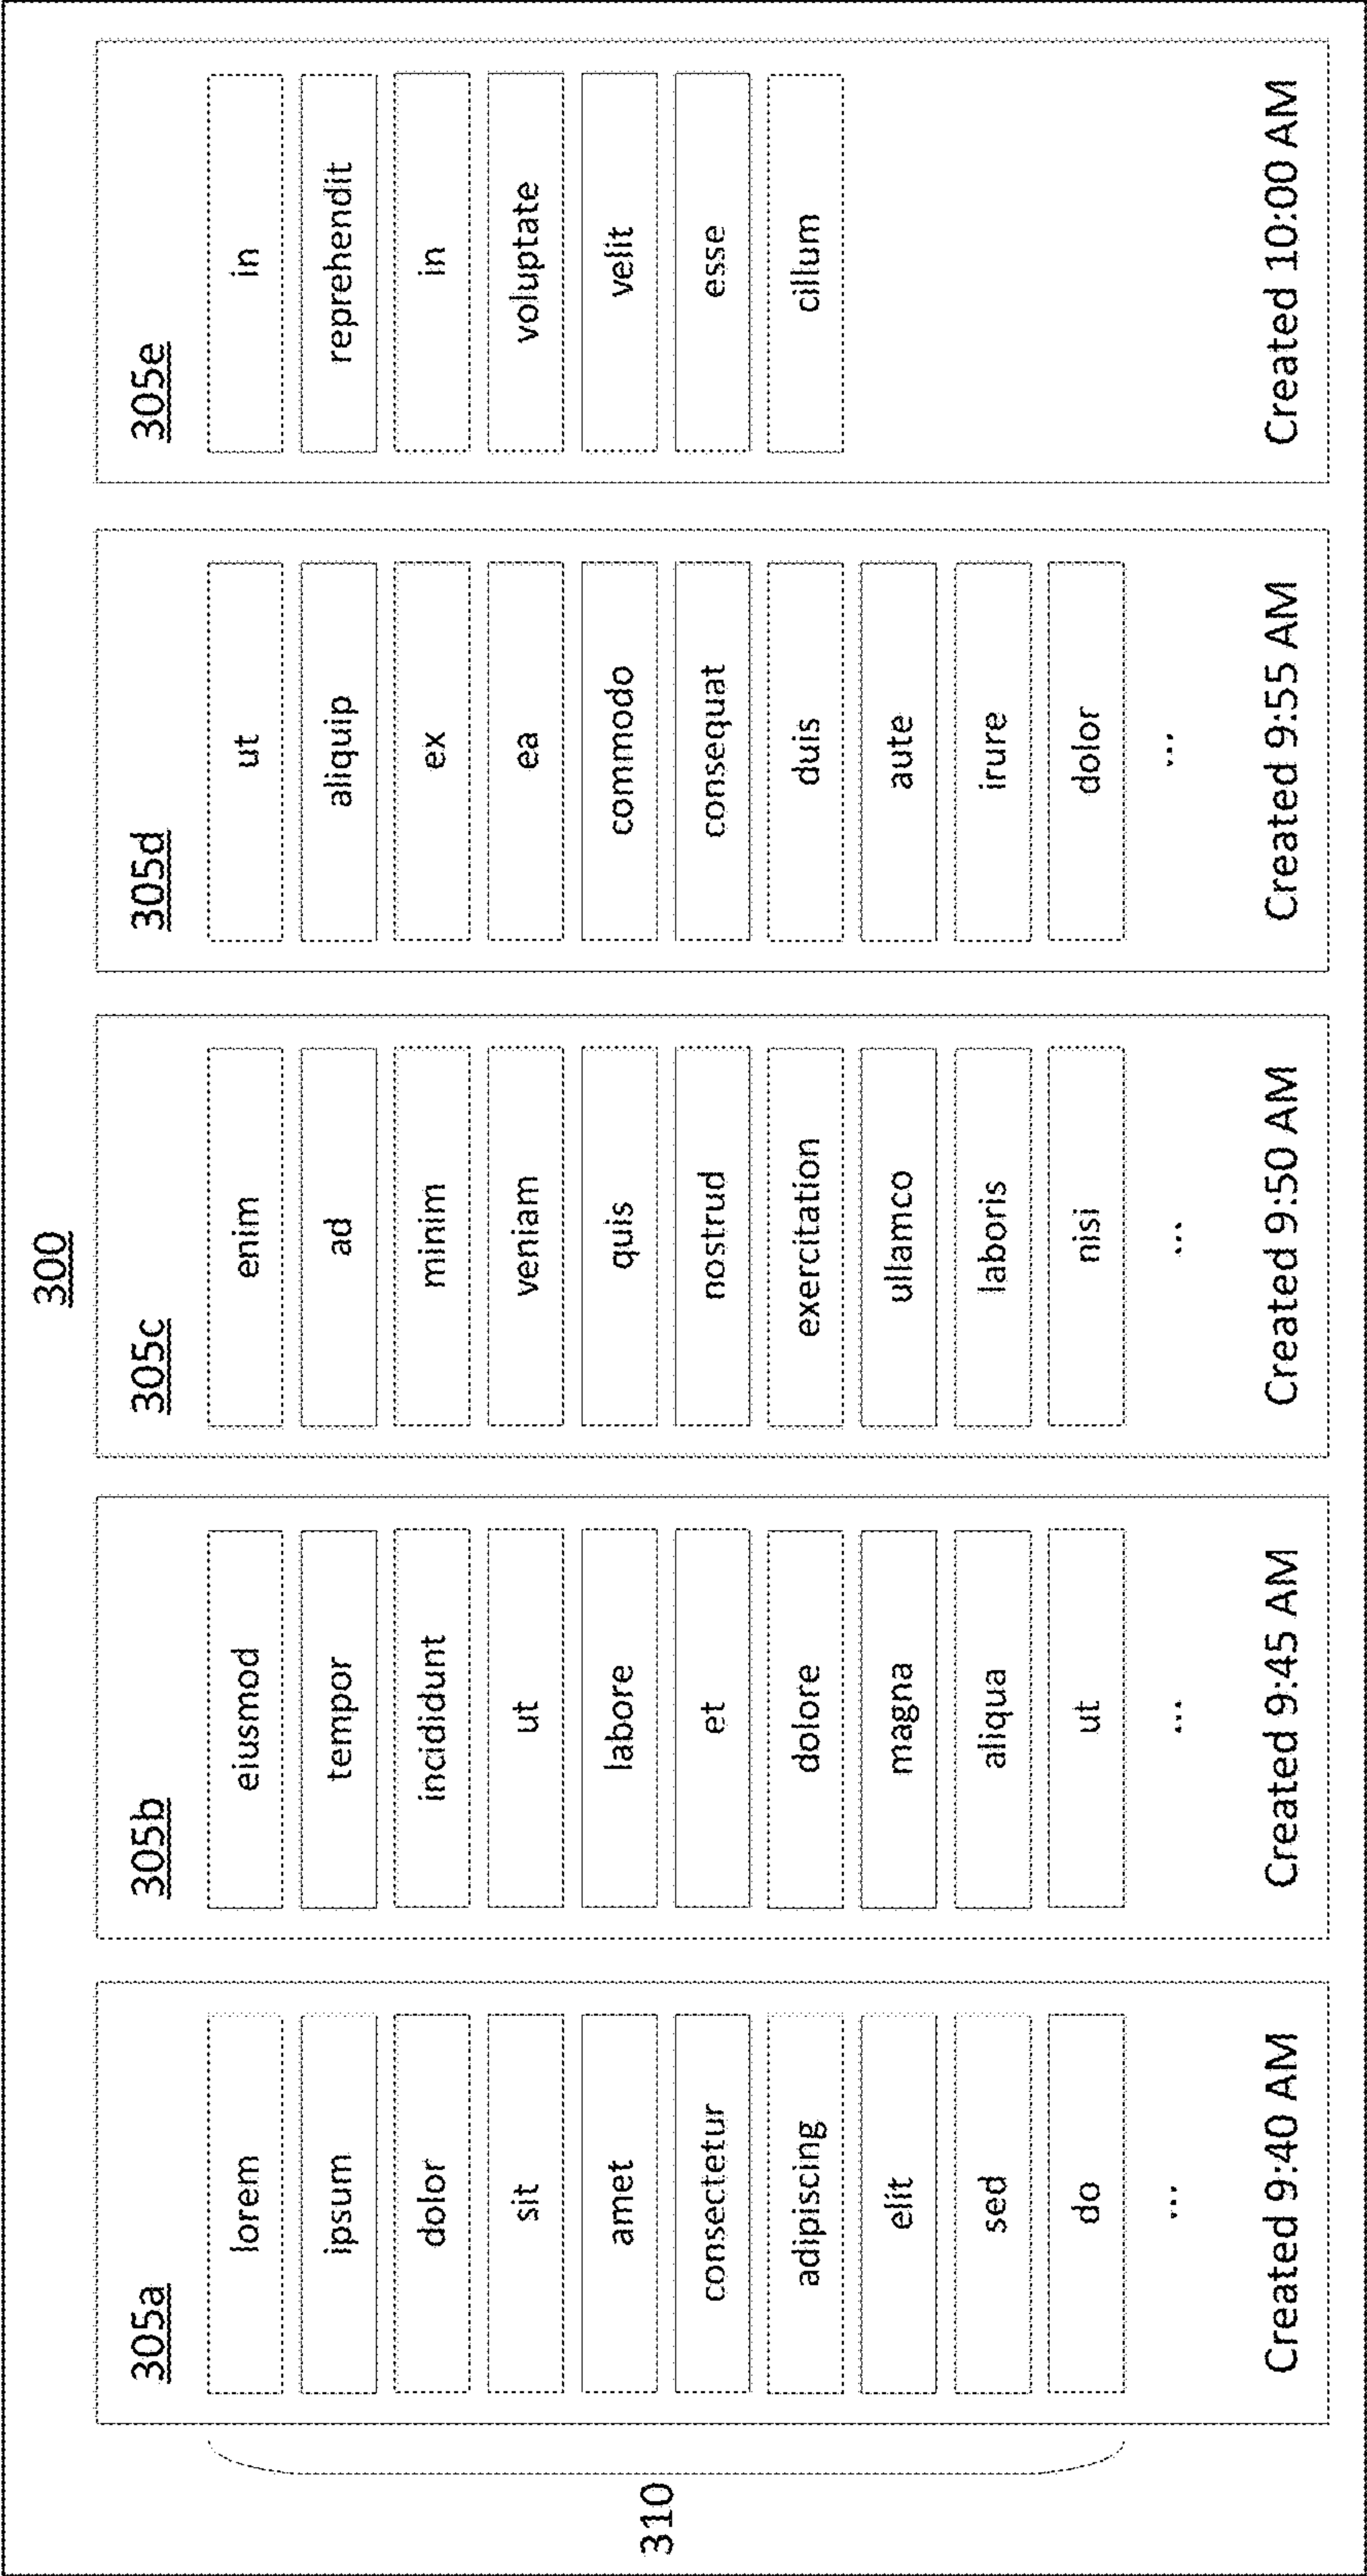 300
310
305a
lorem
ipsum
dolor
sit
amet
consectetur
adipiscing
elit
sed
do
...
Created 9:40 AM
305b
eiusmod
tempor
incididunt
ut
labore
et
dolore
magna
aliqua
ut
...
Created 9:45 AM
305c
enim
ad
minim
veniam
quis
nostrud
exercitation
ullamco
laboris
nisi
...
Created 9:50 AM
305d
ut
aliquip
ex
ea
commodo
consequat
duis
aute
irure
dolor
...
Created 9:55 AM
305e
in
reprehendit
in
voluptate
velit
esse
cillum
Created 10:00 AM